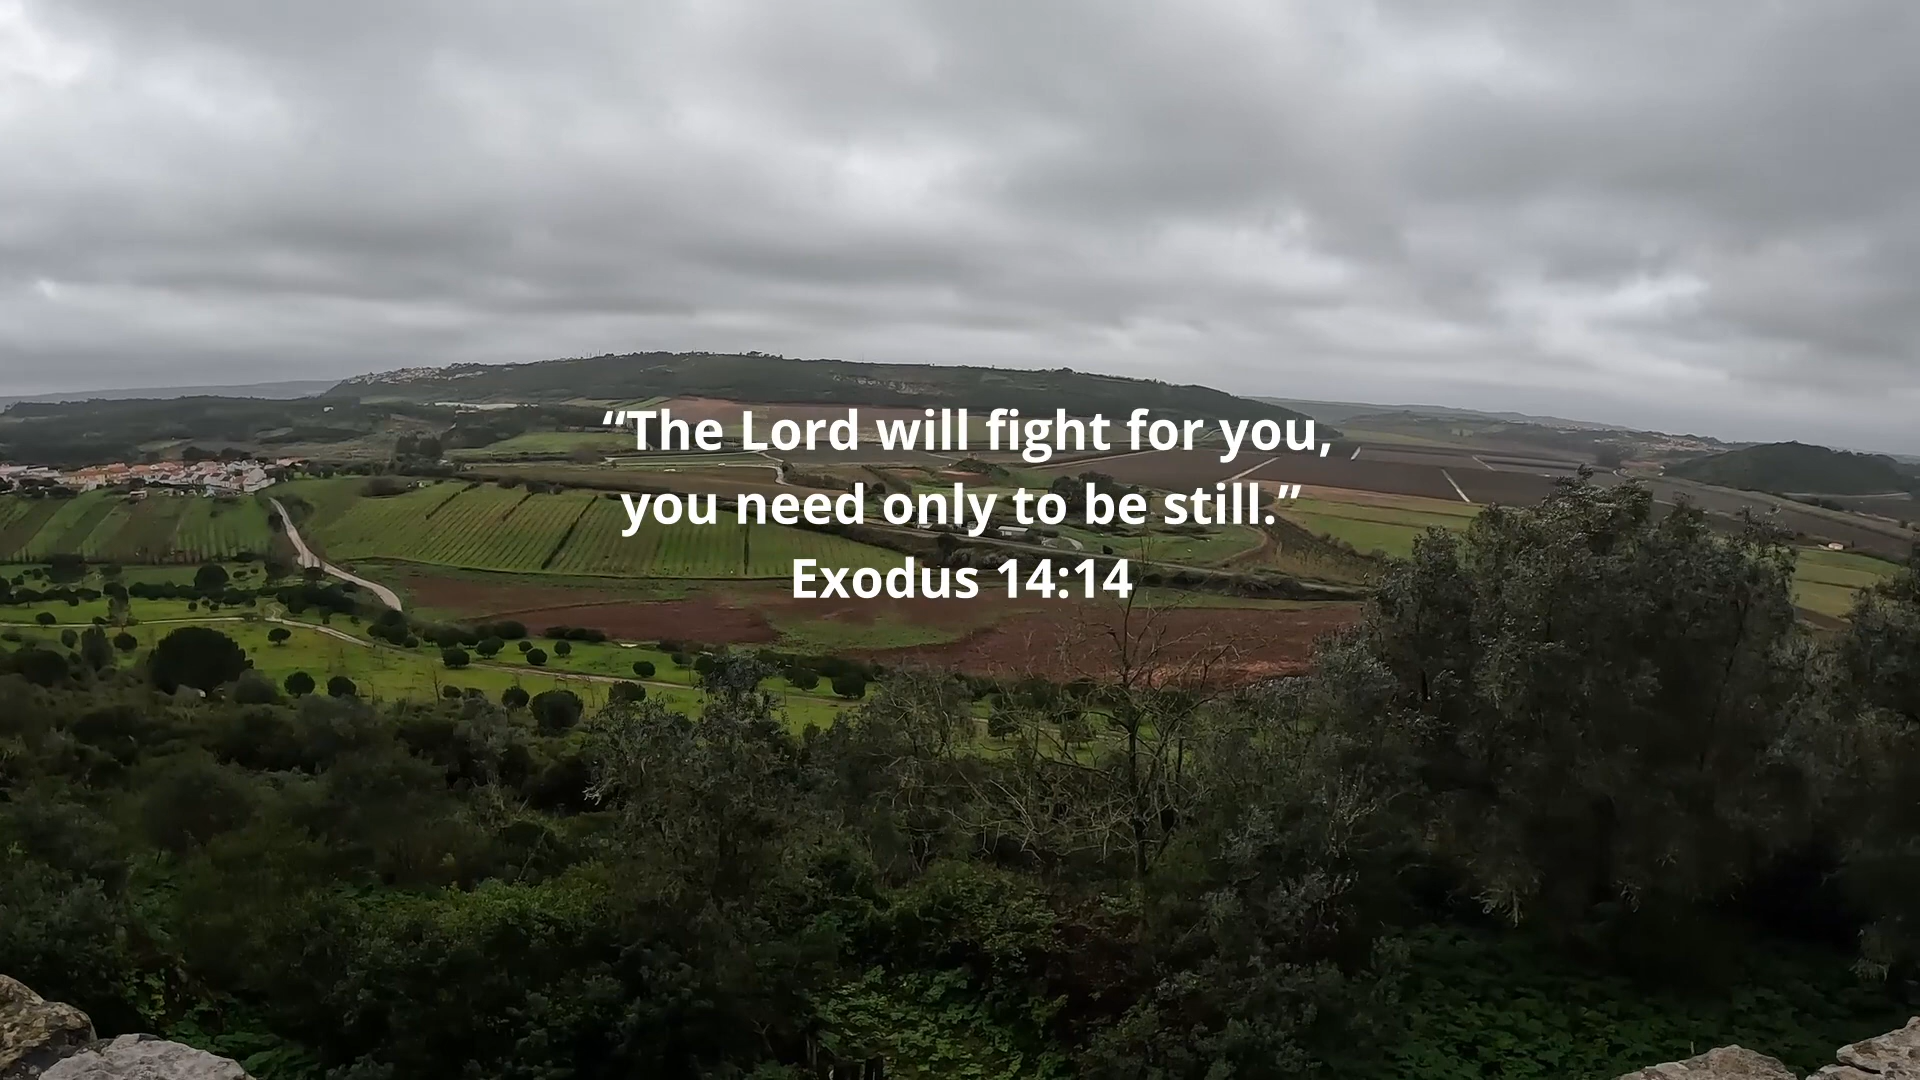 “The Lord will fight for you,
you need only to be still.”
Exodus 14:14